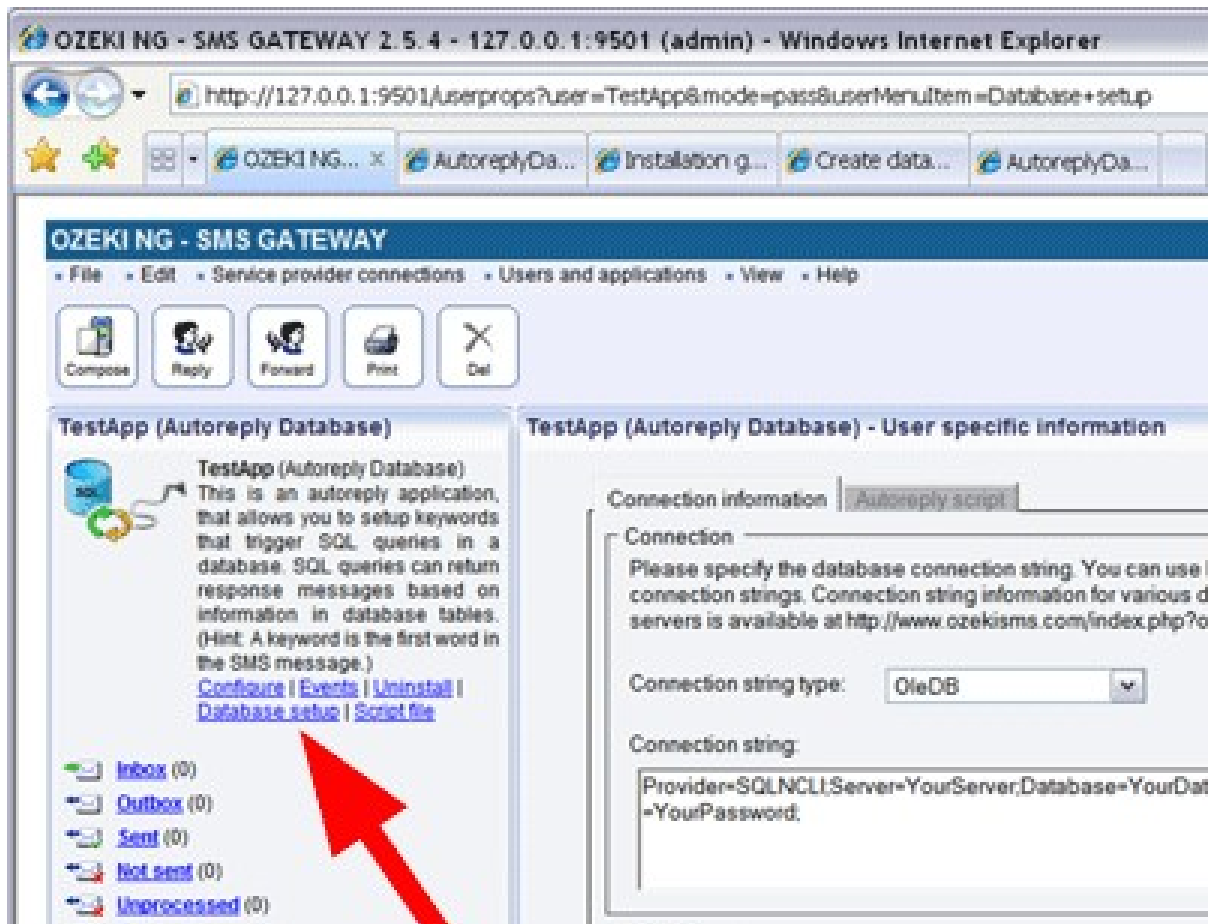 OZEKI NG - SMS GATEWAY 2.5.4 - 127.0.0.1:9501 (admin) - Windows Internet Explorer
http://127.0.0.1:9501/userprops?user=TestApp&mode=pass&userMenuItem=Database+setup
OZEKI NG... AutoreplyDa... Installation g... Create data... AutoreplyDa...
OZEKI NG - SMS GATEWAY
File Edit Service provider connections Users and applications View Help
Compose Reply Forward Print Del
TestApp (Autoreply Database)
SQL
TestApp (Autoreply Database)
This is an autoreply application,
that allows you to setup keywords
that trigger SQL queries in a
database. SQL queries can return
response messages based on
information in database tables.
(Hint: A keyword is the first word in
the SMS message.)
Configure | Events | Uninstall |
Database setup | Script file
Inbox (0)
Outbox (0)
Sent (0)
Not sent (0)
Unprocessed (0)
TestApp (Autoreply Database) - User specific information
Connection information Autoreply script
Connection
Please specify the database connection string. You can use
connection strings. Connection string information for various d
servers is available at http://www.ozekisms.com/index.php?o
Connection string type: OleDB
Connection string:
Provider=SQLNCLI;Server=YourServer;Database=YourDat
=YourPassword;